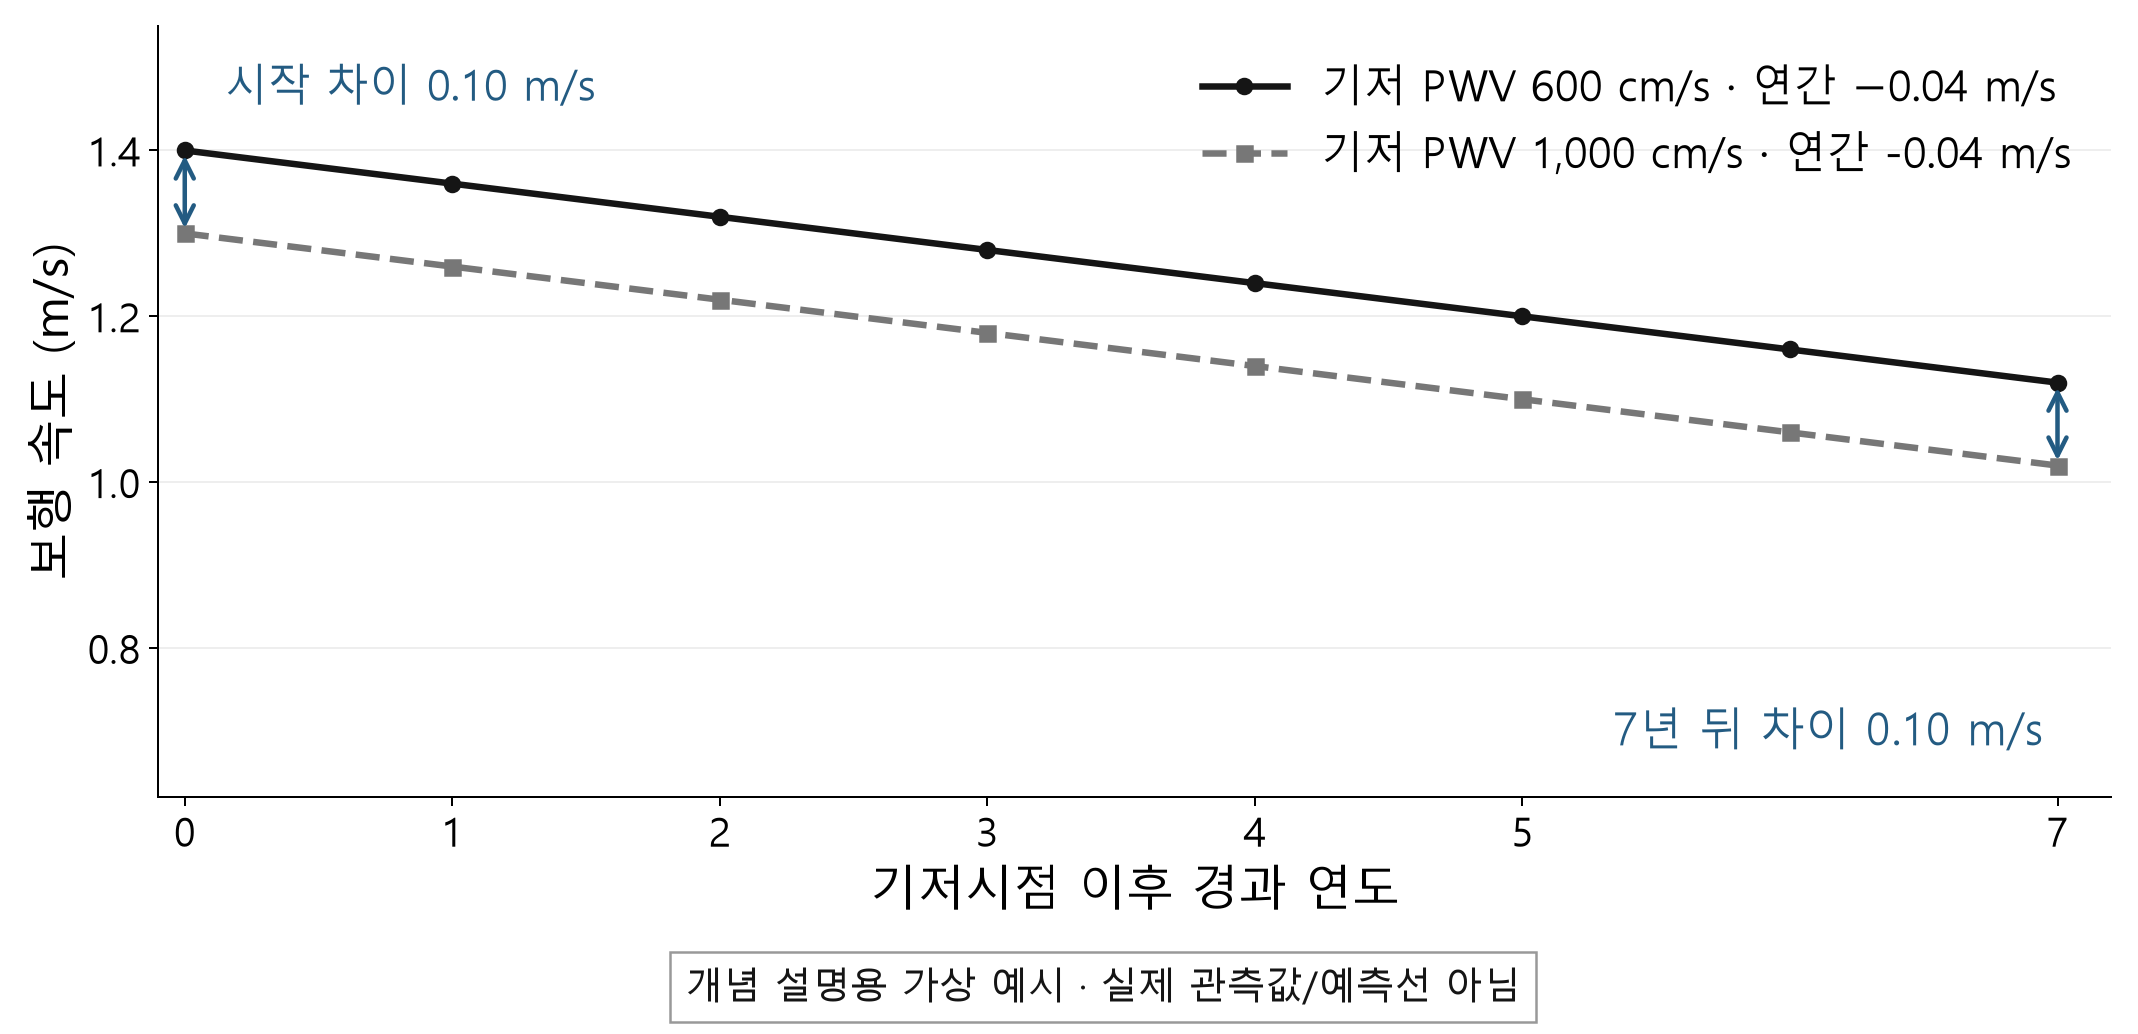 시작 차이 0.10 m/s
기저 PWV 600 cm/s · 연간 −0.04 m/s
기저 PWV 1,000 cm/s · 연간 -0.04 m/s
보행 속도 (m/s)
1.4
1.2
1.0
0.8
7년 뒤 차이 0.10 m/s
0 1 2 3 4 5 7
기저시점 이후 경과 연도
개념 설명용 가상 예시 · 실제 관측값/예측선 아님